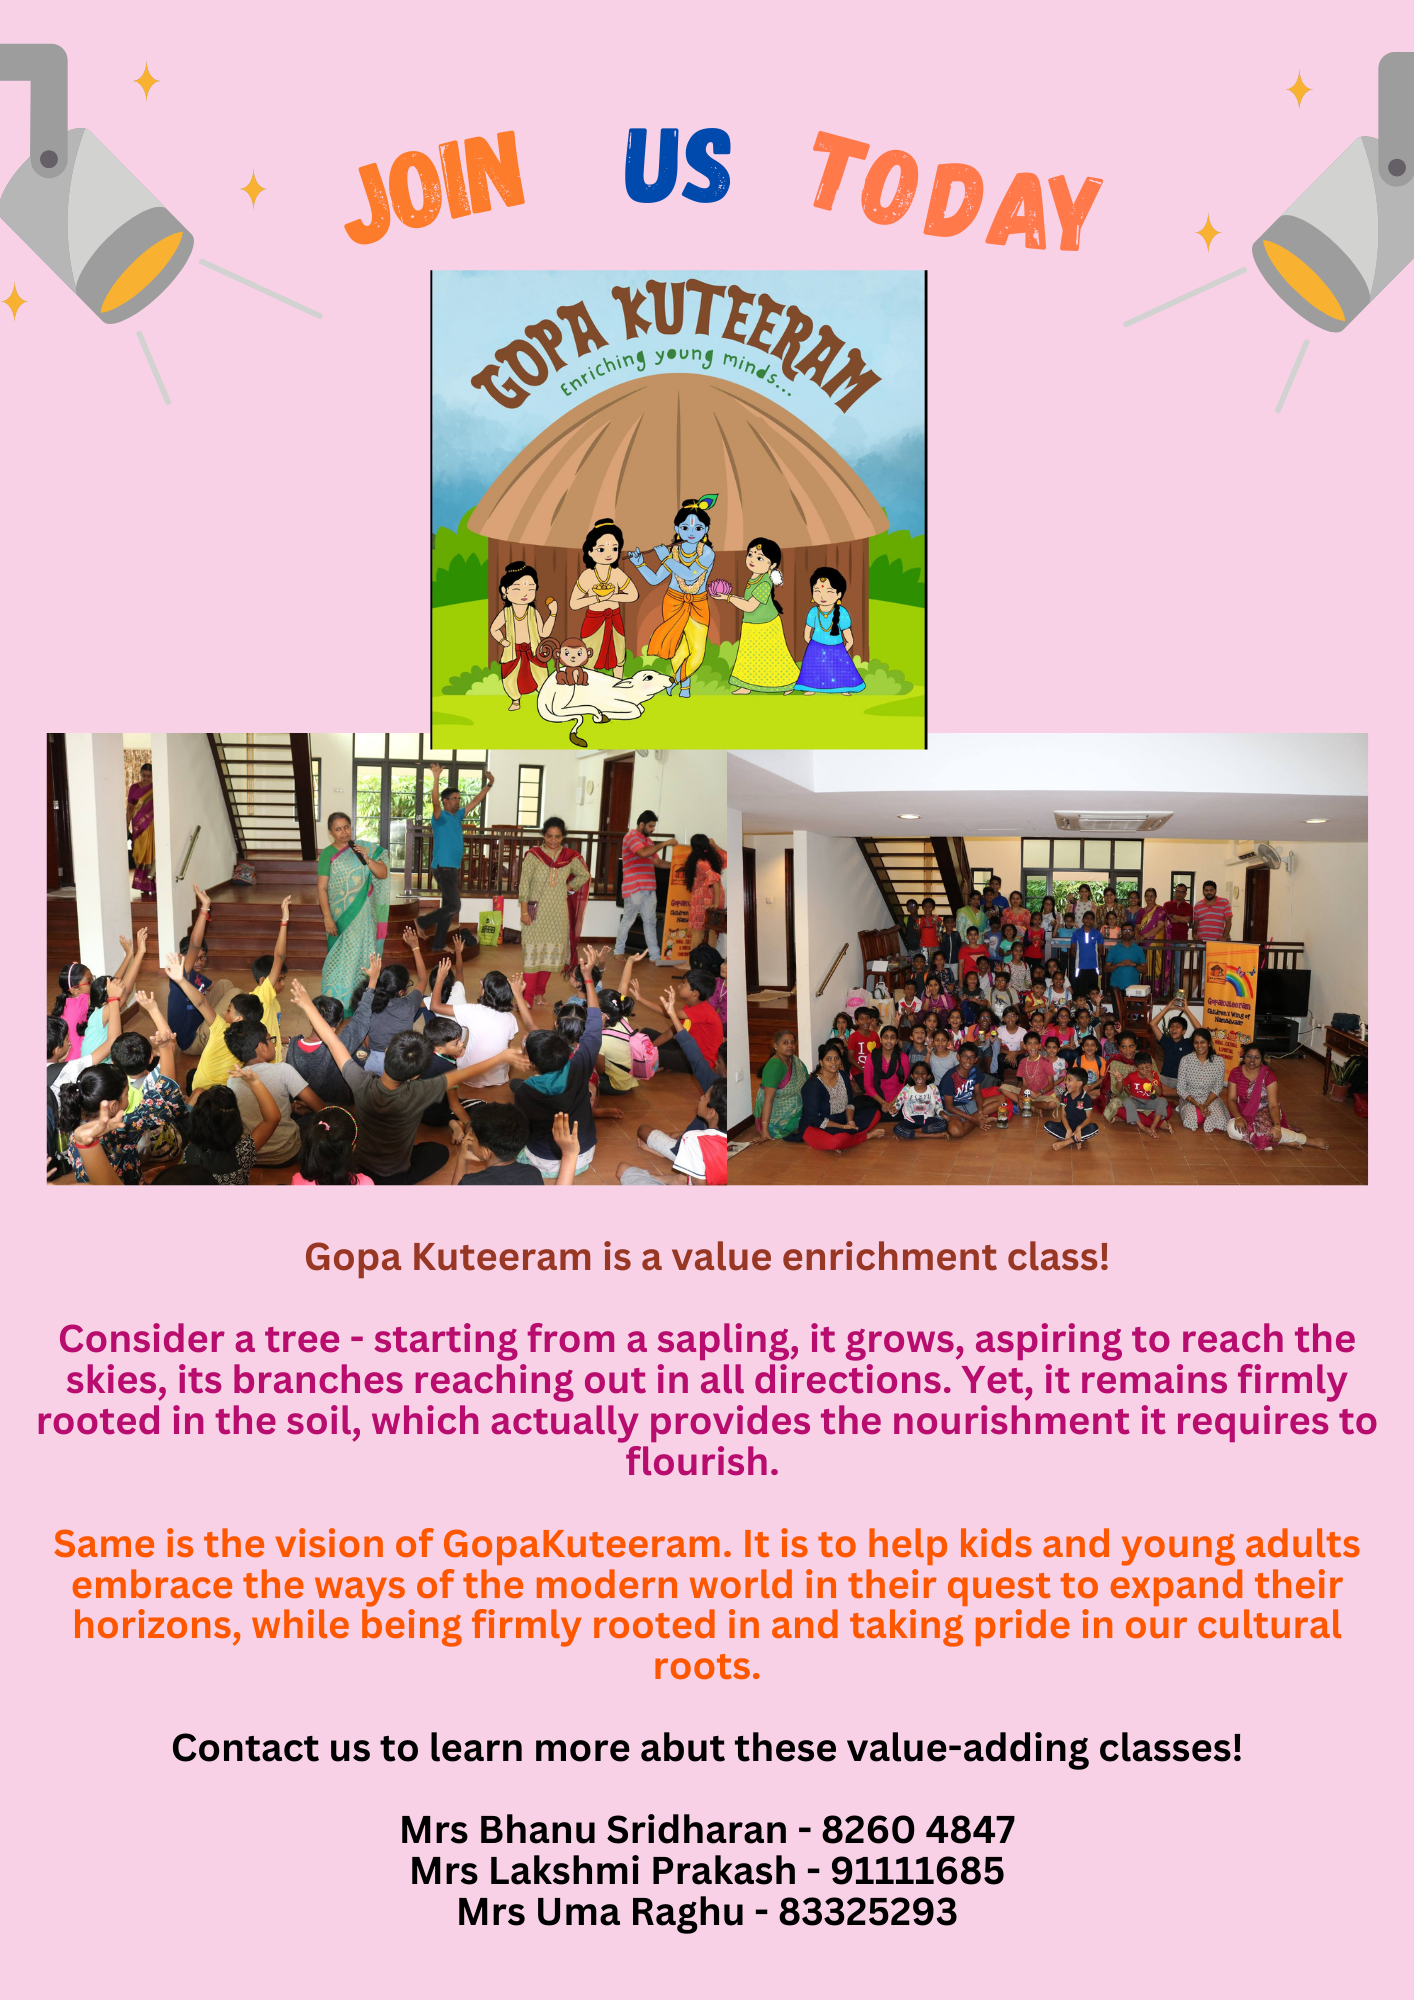 JOIN US TODAY
GOPA KUTEERAM
Enriching young minds...
Gopakuteeram
Children's Wing of
Gopa Kuteeram is a value enrichment class!
Consider a tree - starting from a sapling, it grows, aspiring to reach the
skies, its branches reaching out in all directions. Yet, it remains firmly
rooted in the soil, which actually provides the nourishment it requires to
flourish.
Same is the vision of GopaKuteeram. It is to help kids and young adults
embrace the ways of the modern world in their quest to expand their
horizons, while being firmly rooted in and taking pride in our cultural
roots.
Contact us to learn more abut these value-adding classes!
Mrs Bhanu Sridharan - 8260 4847
Mrs Lakshmi Prakash - 91111685
Mrs Uma Raghu - 83325293